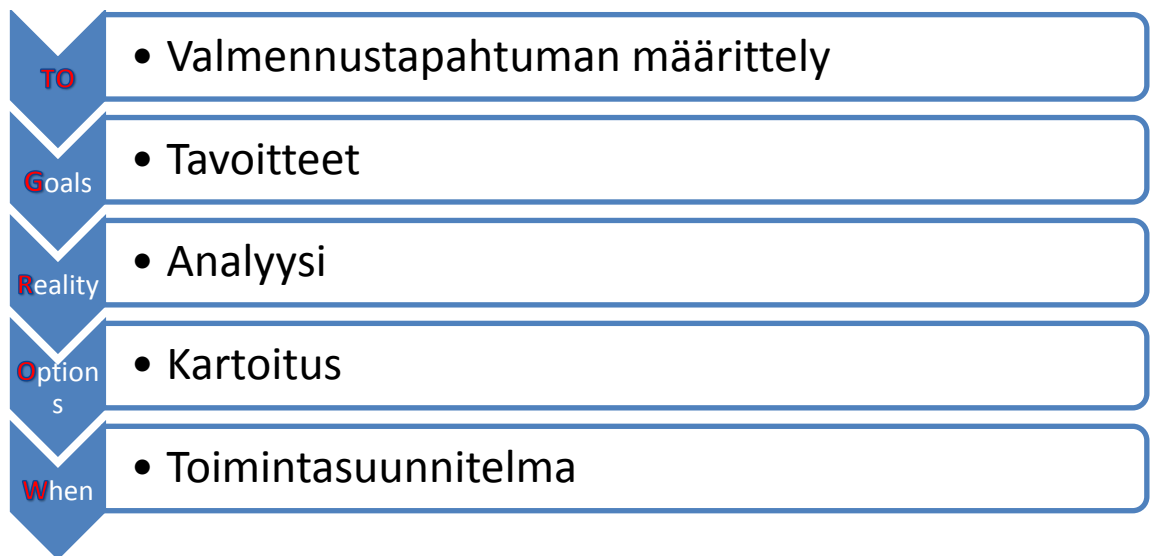 TO
• Valmennustapahtuman määrittely
Goals
• Tavoitteet
Reality
• Analyysi
Option
s
• Kartoitus
When
• Toimintasuunnitelma